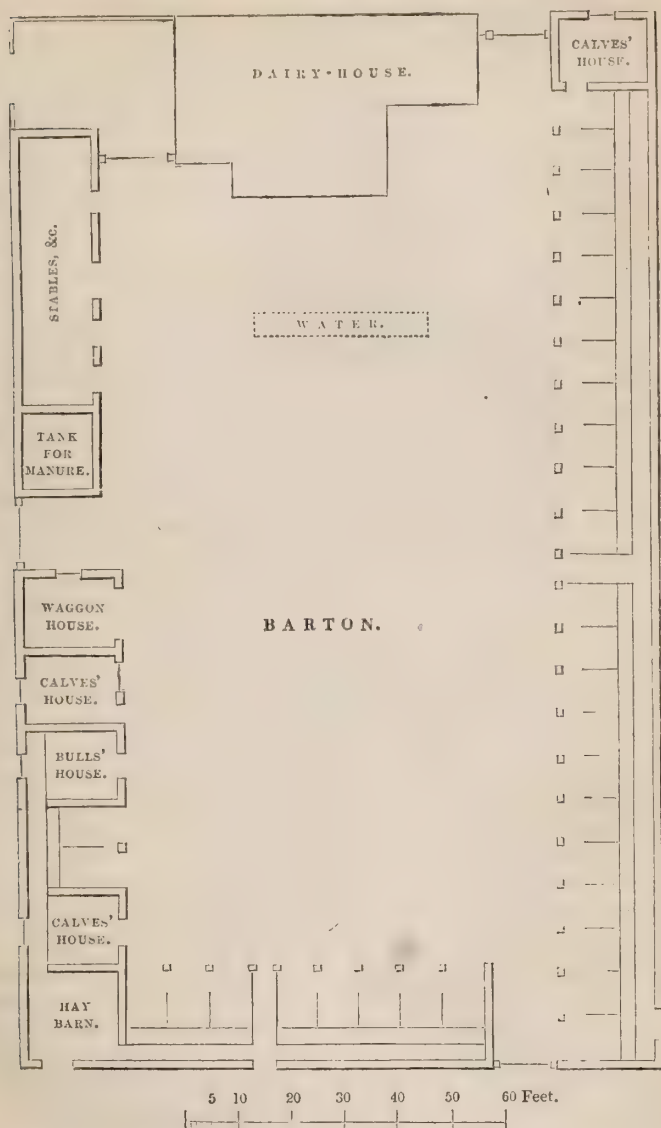 DAIRY-HOUSE.
CALVES'
HOUSE.
STABLES, &c.
WATER.
TANK
FOR
MANURE.
WAGGON
HOUSE.
BARTON.
CALVES'
HOUSE.
BULLS'
HOUSE.
CALVES'
HOUSE.
HAY
BARN.
5 10 20 30 40 50 60 Feet.